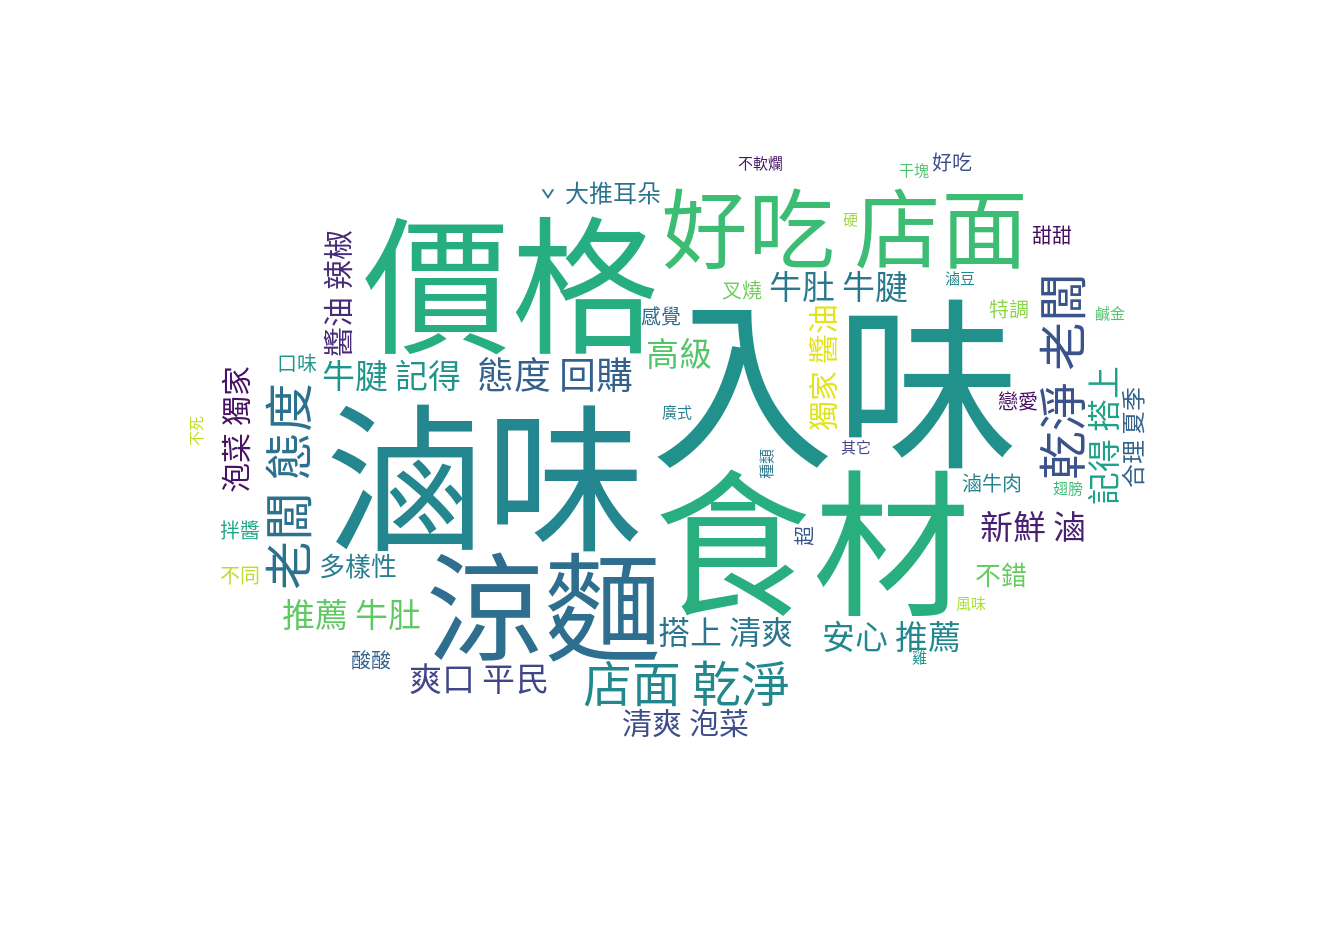 不軟爛
好吃
干塊
大推耳朵
好吃 店面
硬
甜甜
價格
醬油 辣椒
牛肚 牛腱
滷豆
叉燒
特調
鹹金
感覺
入味
獨家 醬油
乾淨 老闆
高級
口味
牛腱 記得
態度 回購
泡菜 獨家
老闆 態度
戀愛
記得 搭上
合理 夏季
廣式
不死
滷味
其它
種類
食材
滷牛肉
翅膀
拌醬
超
新鮮 滷
涼麵
多樣性
不同
不錯
風味
推薦 牛肚
搭上 清爽
安心 推薦
雞
酸酸
爽口 平民
店面 乾淨
清爽 泡菜